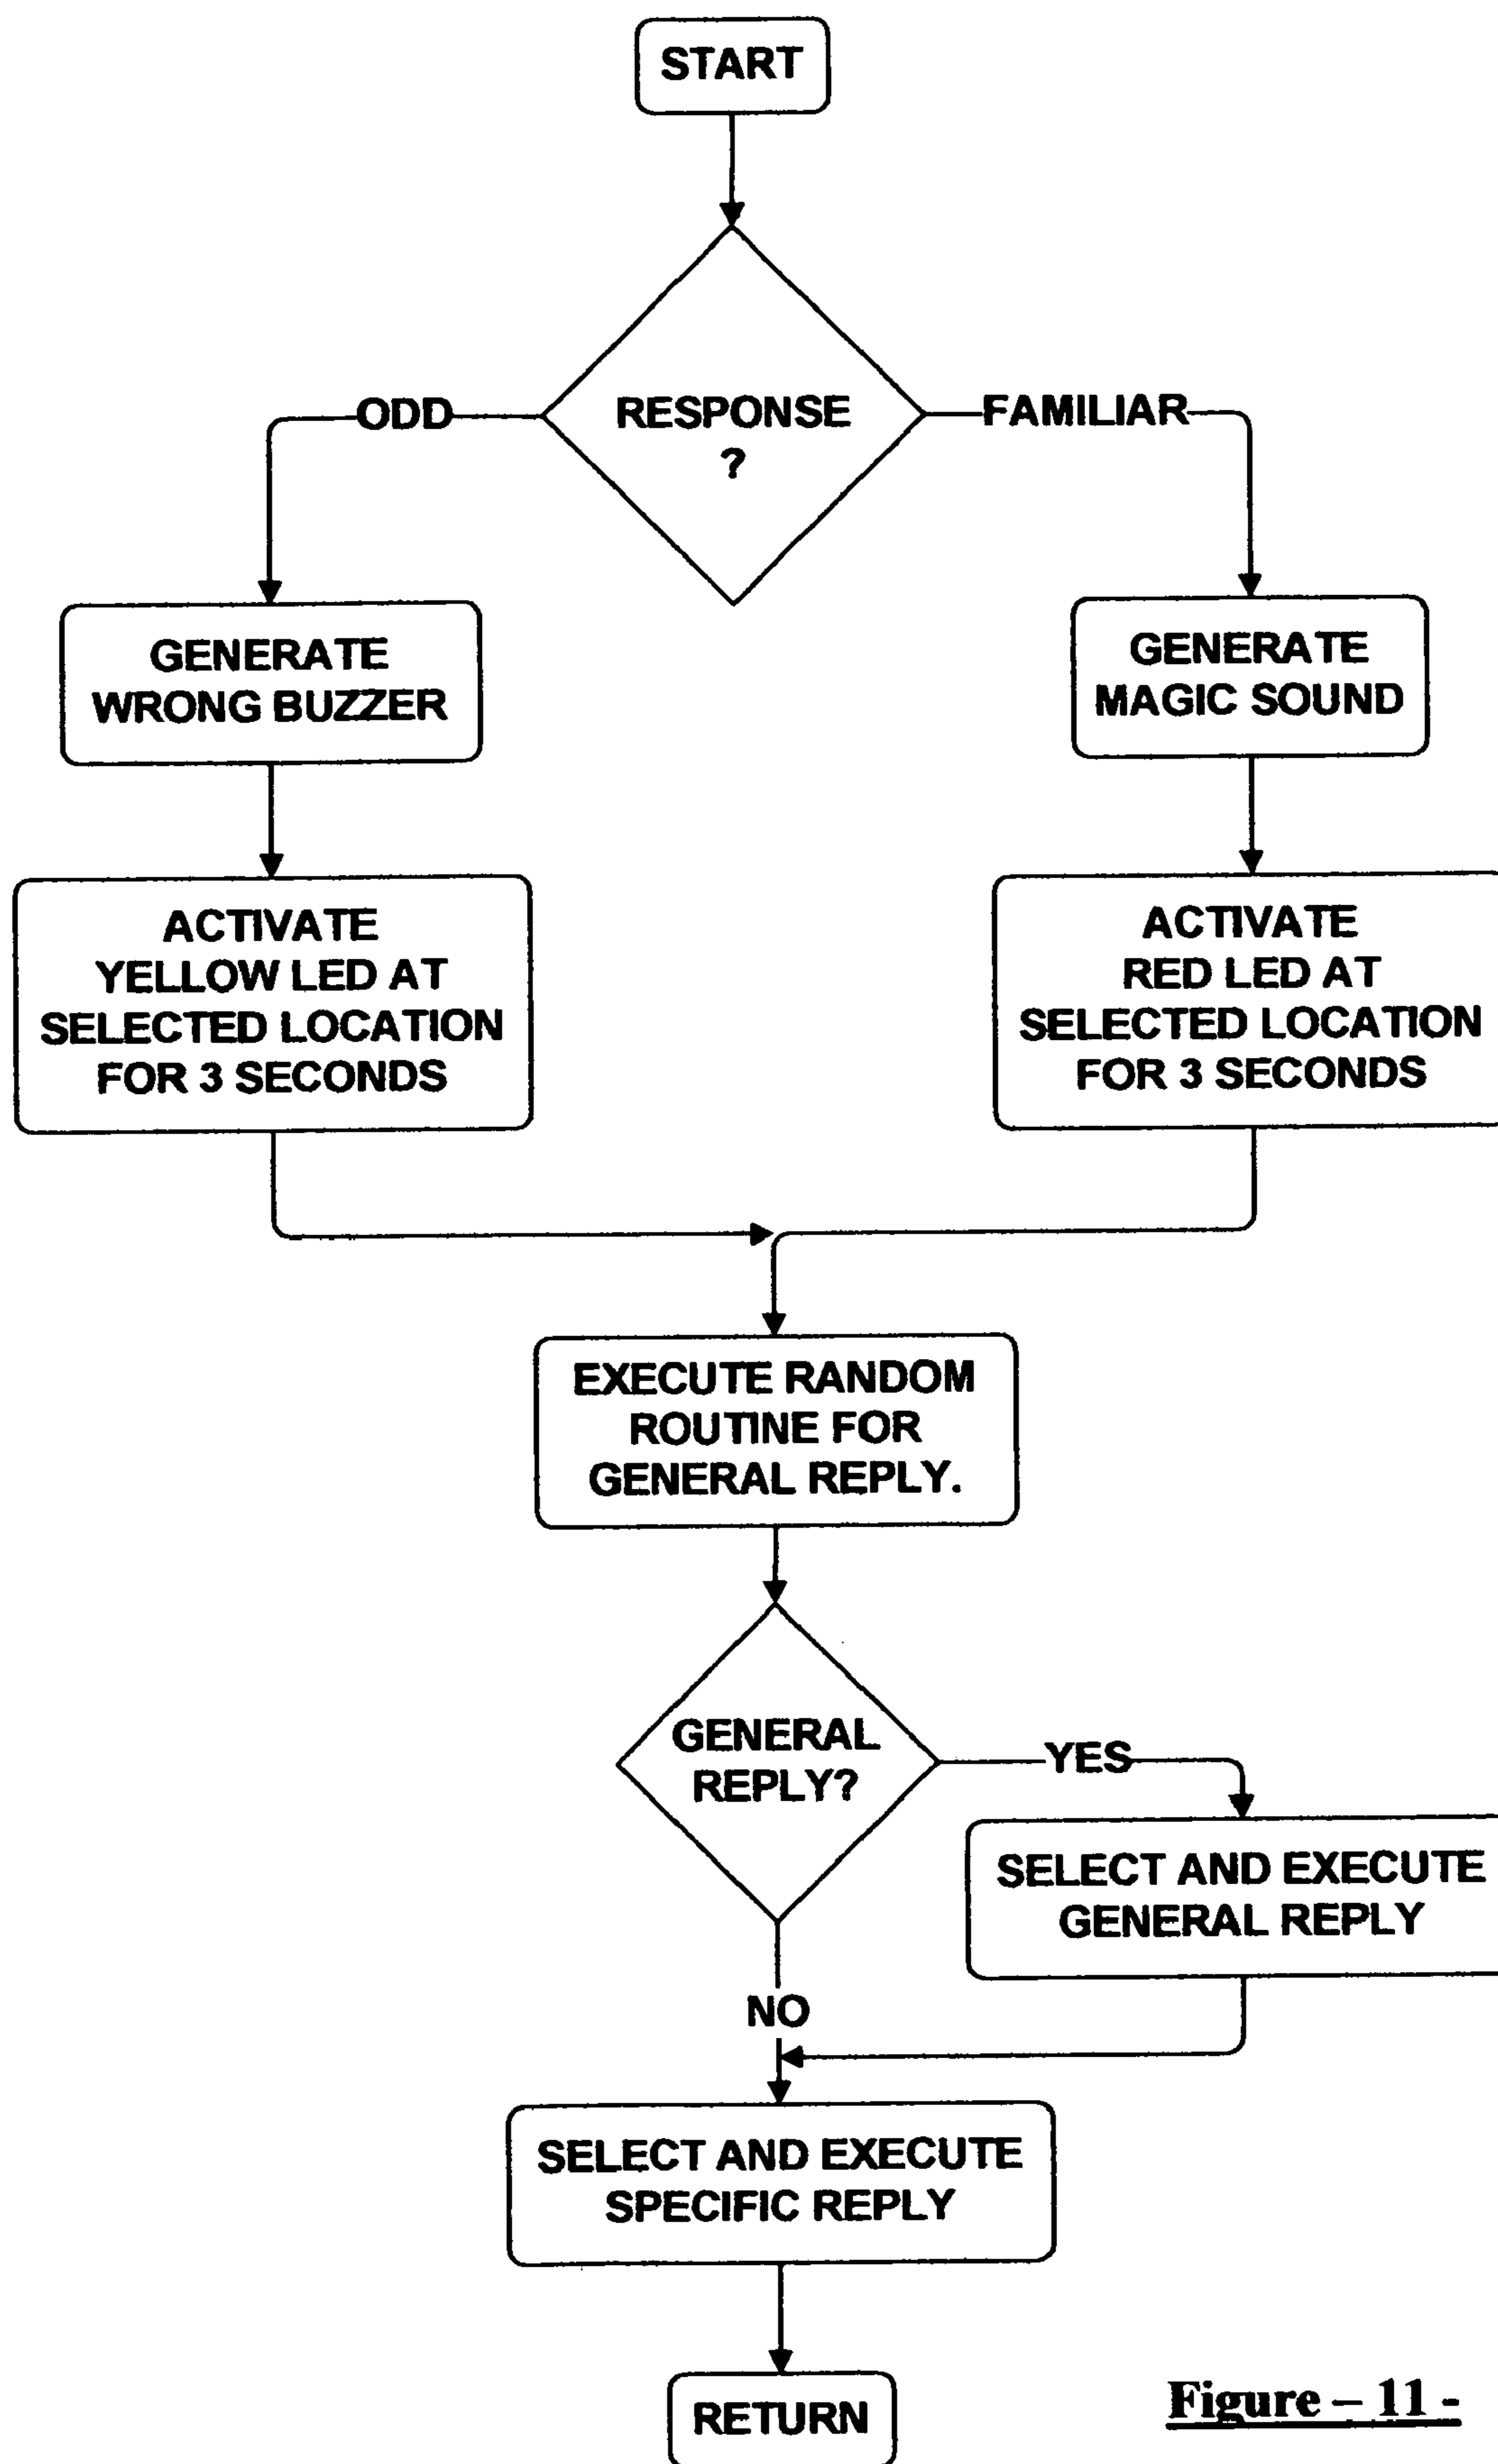 START
RESPONSE
?
ODD
FAMILIAR
GENERATE
WRONG BUZZER
GENERATE
MAGIC SOUND
ACTIVATE
YELLOW LED AT
SELECTED LOCATION
FOR 3 SECONDS
ACTIVATE
RED LED AT
SELECTED LOCATION
FOR 3 SECONDS
EXECUTE RANDOM
ROUTINE FOR
GENERAL REPLY.
GENERAL
REPLY?
YES
SELECT AND EXECUTE
GENERAL REPLY
NO
SELECT AND EXECUTE
SPECIFIC REPLY
RETURN
Figure – 11 -